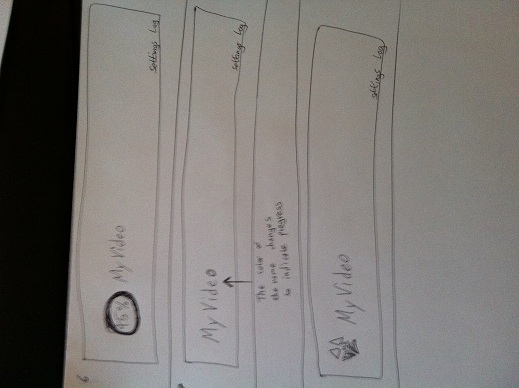 6
75%
My Video
settings Log
My Video
settings Log
The color of
the name changes
to indicate progress
My Video
settings Log